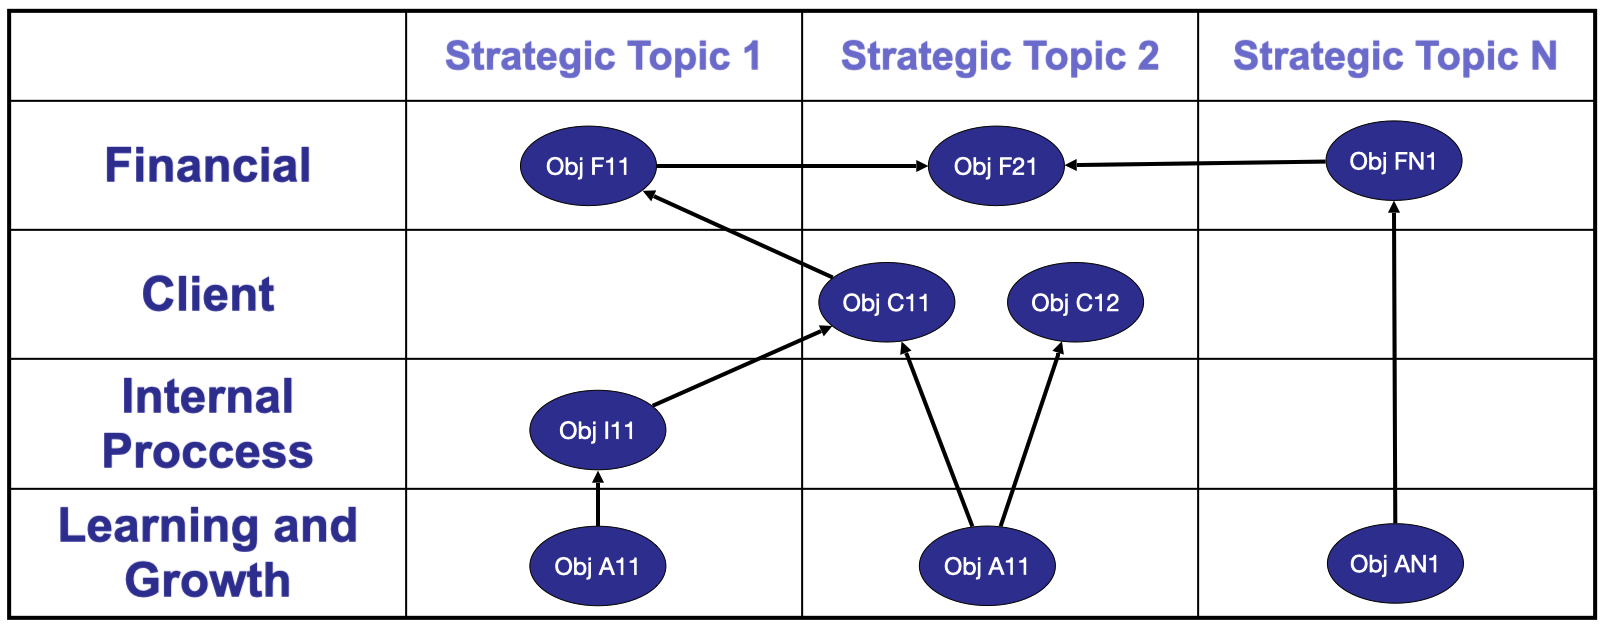 Strategic Topic 1
Strategic Topic 2
Strategic Topic N
Financial
Obj F11
Obj F21
Obj FN1
Client
Obj C11
Obj C12
Internal
Proccess
Obj I11
Learning and
Growth
Obj A11
Obj A11
Obj AN1